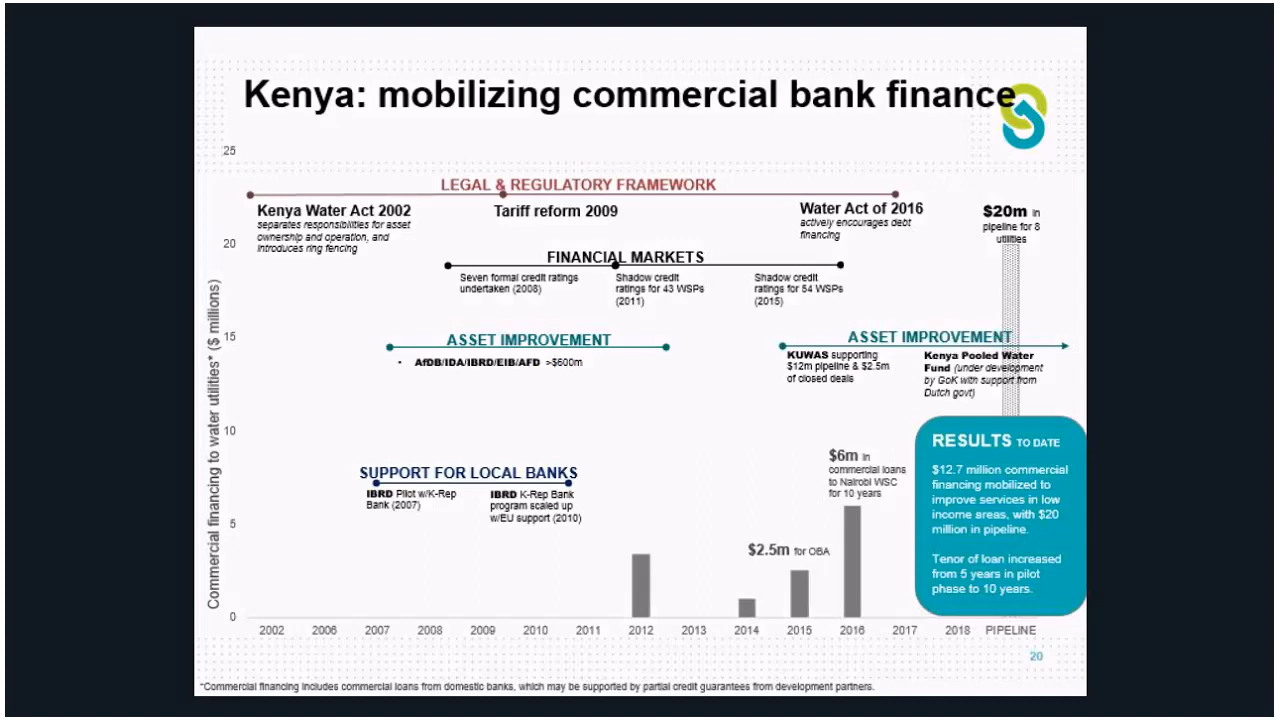 Kenya: mobilizing commercial bank finance
25
LEGAL & REGULATORY FRAMEWORK
Kenya Water Act 2002
separates responsibilities for asset
ownership and operation, and
introduces ring fencing
Tariff reform 2009
Water Act of 2016
actively encourages debt
financing
$20m in
pipeline for 8
utilities
20
FINANCIAL MARKETS
Seven formal credit ratings
undertaken (2008)
Shadow credit
ratings for 43 WSPs
(2011)
Shadow credit
ratings for 54 WSPs
(2015)
Commercial financing to water utilities* ($ millions)
15
ASSET IMPROVEMENT
• AfDB/IDA/IBRD/EIB/AFD >$600m
ASSET IMPROVEMENT
KUWAS supporting
$12m pipeline & $2.5m
of closed deals
Kenya Pooled Water
Fund (under development
by GoK with support from
Dutch govt)
10
SUPPORT FOR LOCAL BANKS
IBRD Pilot w/K-Rep
Bank (2007)
IBRD K-Rep Bank
program scaled up
w/EU support (2010)
$6m in
commercial loans
to Nairobi WSC
for 10 years
5
$2.5m for OBA
RESULTS TO DATE
$12.7 million commercial
financing mobilized to
improve services in low
income areas, with $20
million in pipeline.
Tenor of loan increased
from 5 years in pilot
phase to 10 years.
0
2002 2006 2007 2008 2009 2010 2011 2012 2013 2014 2015 2016 2017 2018 PIPELINE
20
*Commercial financing includes commercial loans from domestic banks, which may be supported by partial credit guarantees from development partners.